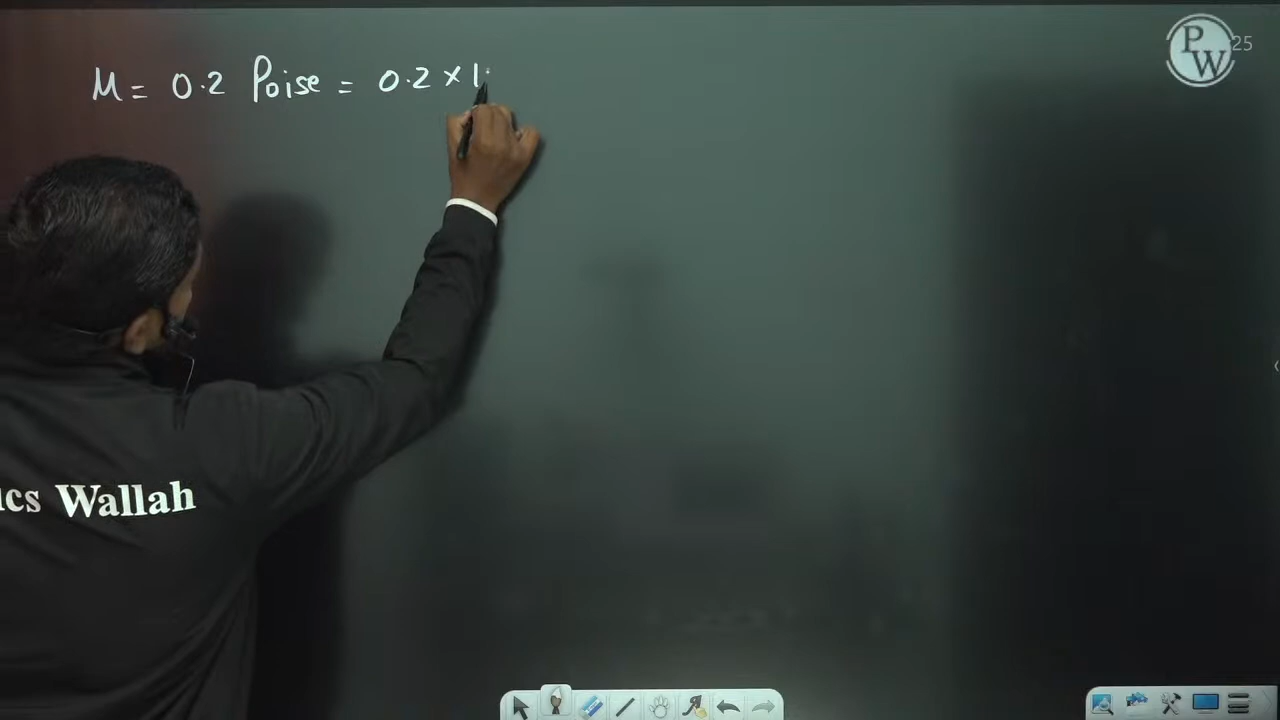 μ = 0.2 Poise = 0.2 × 1
PW
25
ics Wallah